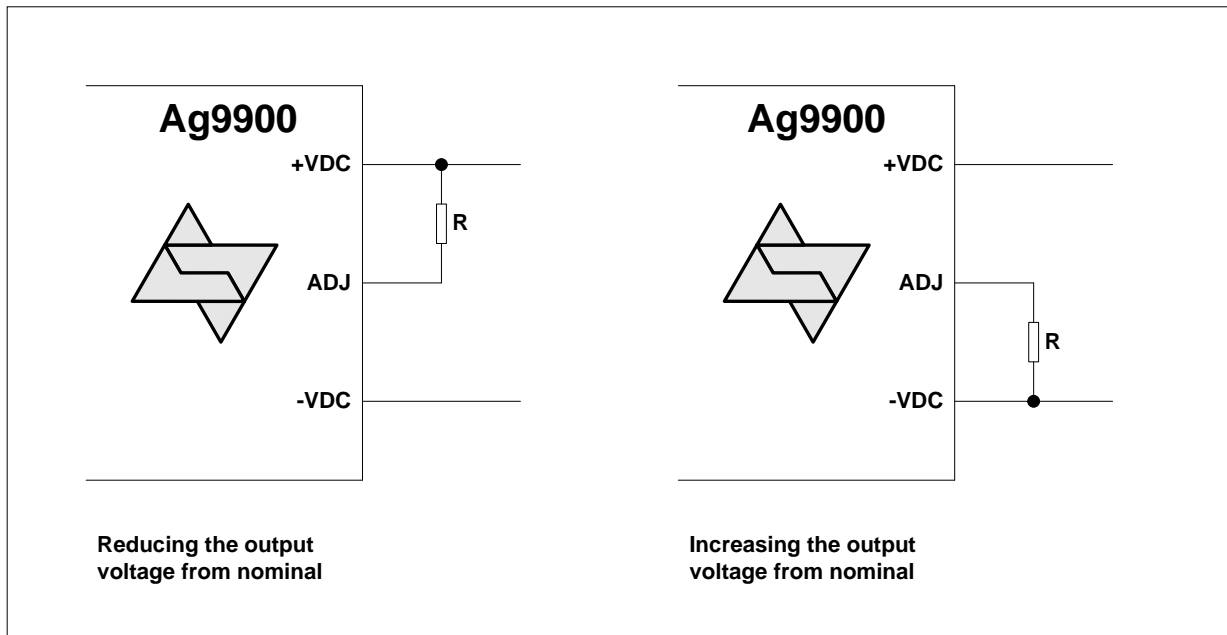 Ag9900
+VDC
R
ADJ
-VDC
Reducing the output
voltage from nominal
Ag9900
+VDC
ADJ
R
-VDC
Increasing the output
voltage from nominal